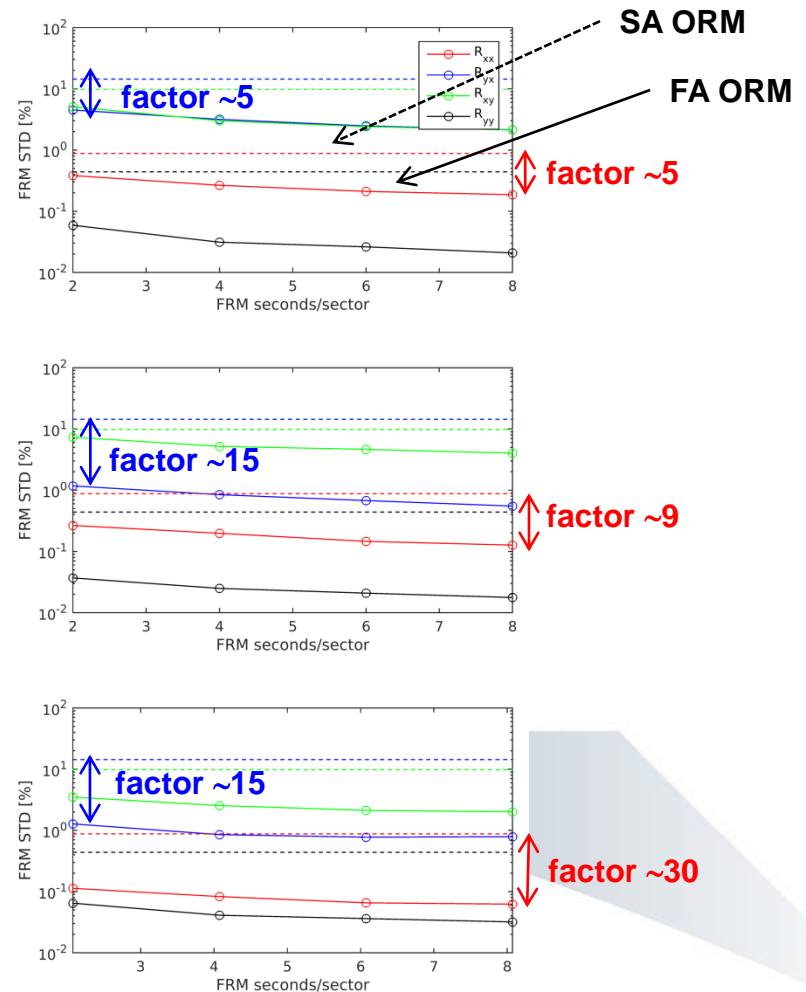 SA ORM
FA ORM
10^2
10^1
10^0
10^-1
10^-2
FRM STD [%]
R_xx
R_yx
R_xy
R_yy
factor ~5
factor ~5
2 3 4 5 6 7 8
FRM seconds/sector
10^2
10^1
10^0
10^-1
10^-2
FRM STD [%]
factor ~15
factor ~9
2 3 4 5 6 7 8
FRM seconds/sector
10^2
10^1
10^0
10^-1
10^-2
FRM STD [%]
factor ~15
factor ~30
3 4 5 6 7 8
FRM seconds/sector